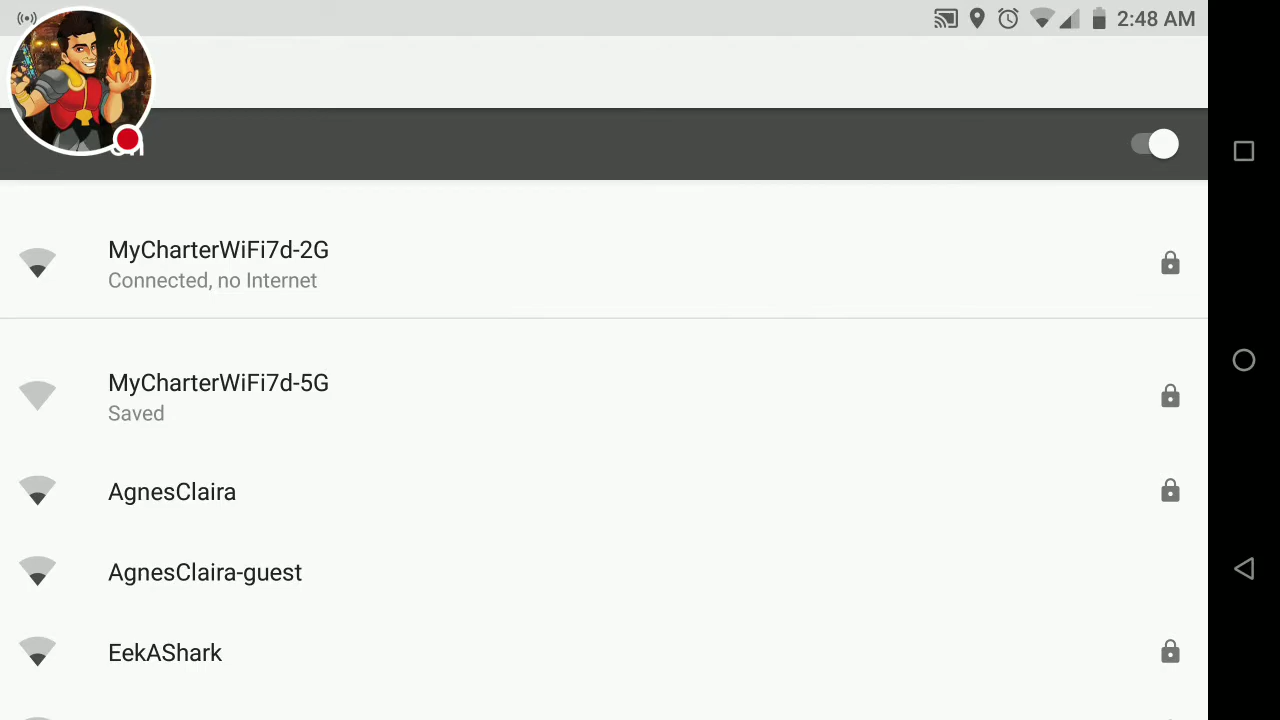 2:48 AM
MyCharterWiFi7d-2G
Connected, no Internet
MyCharterWiFi7d-5G
Saved
AgnesClaira
AgnesClaira-guest
EekAShark